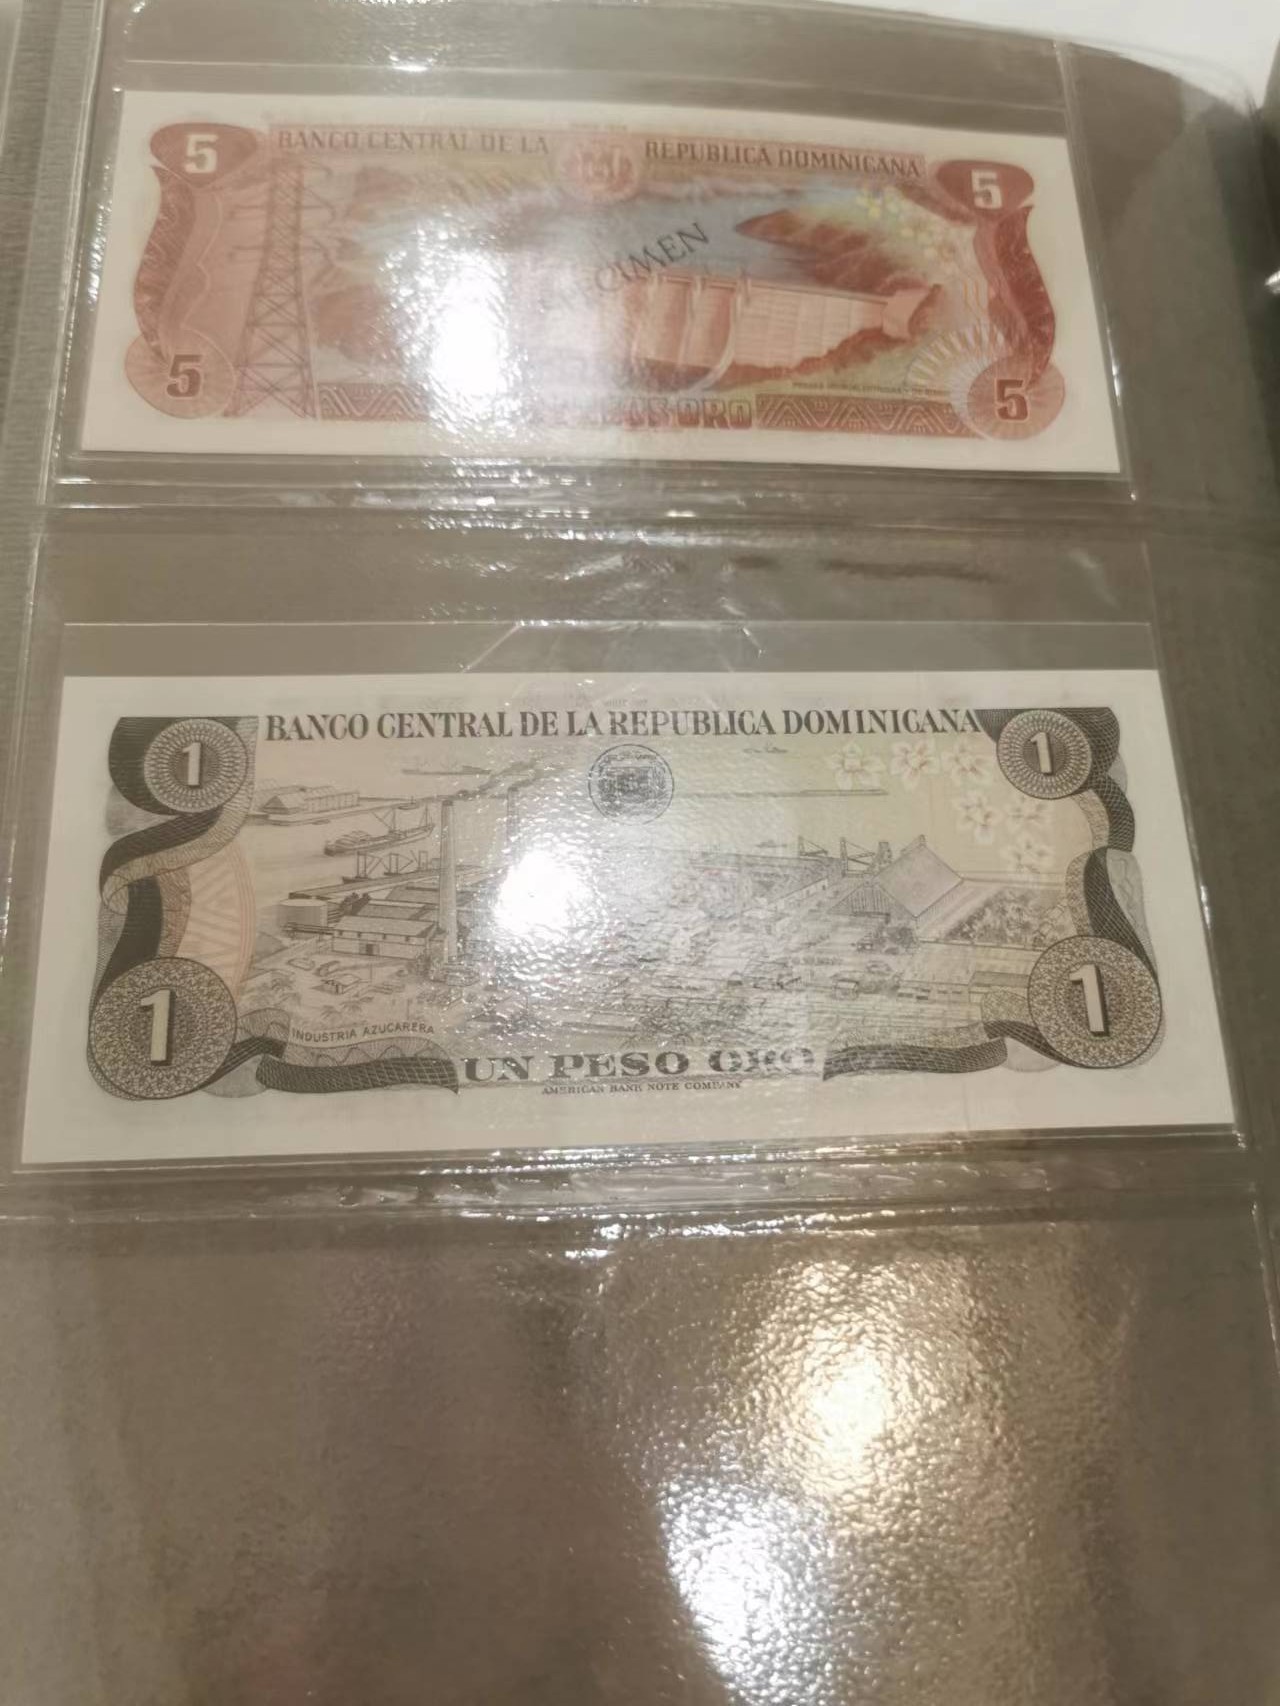 5 BANCO CENTRAL DE LA REPUBLICA DOMINICANA 5
5 ORO 5
1 BANCO CENTRAL DE LA REPUBLICA DOMINICANA 1
1 INDUSTRIA AZUCARERA 1
UN PESO ORO
AMERICAN BANK NOTE COMPANY